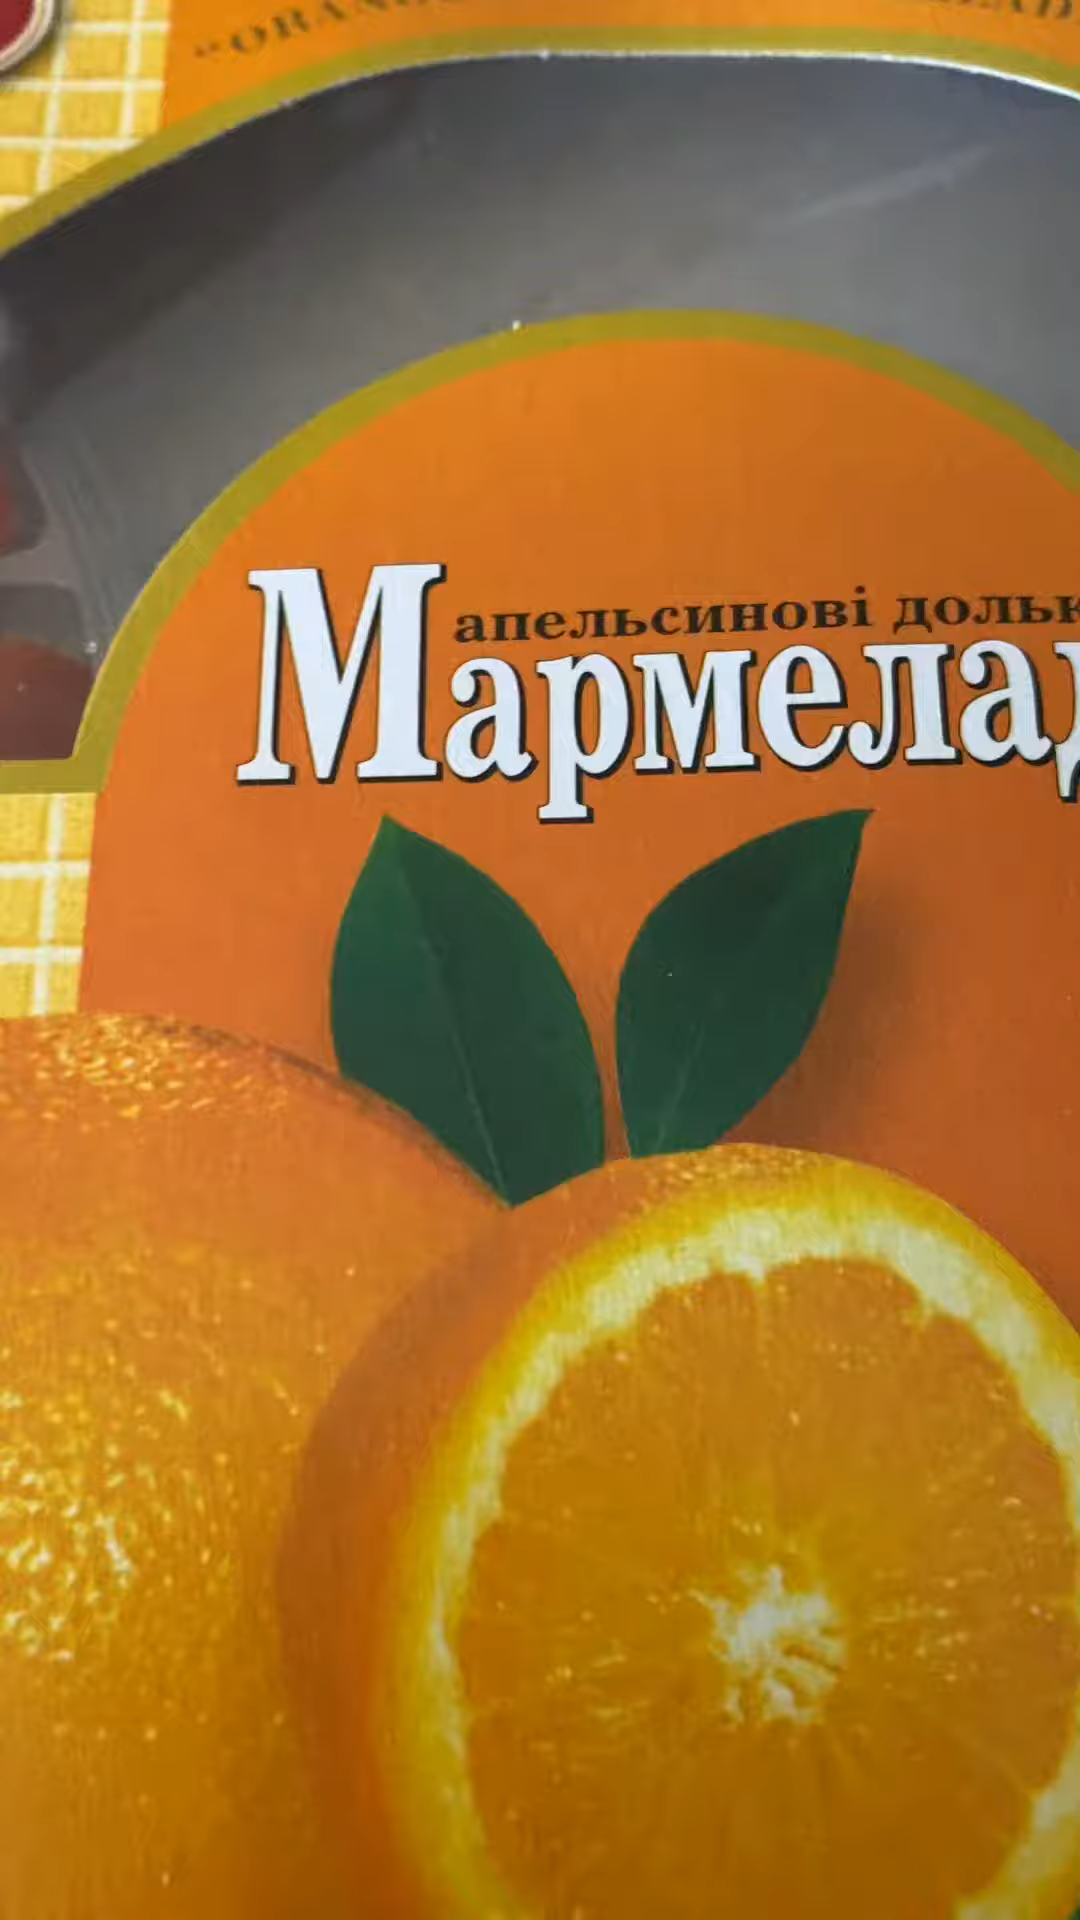 апельсинові дольк
Мармелад